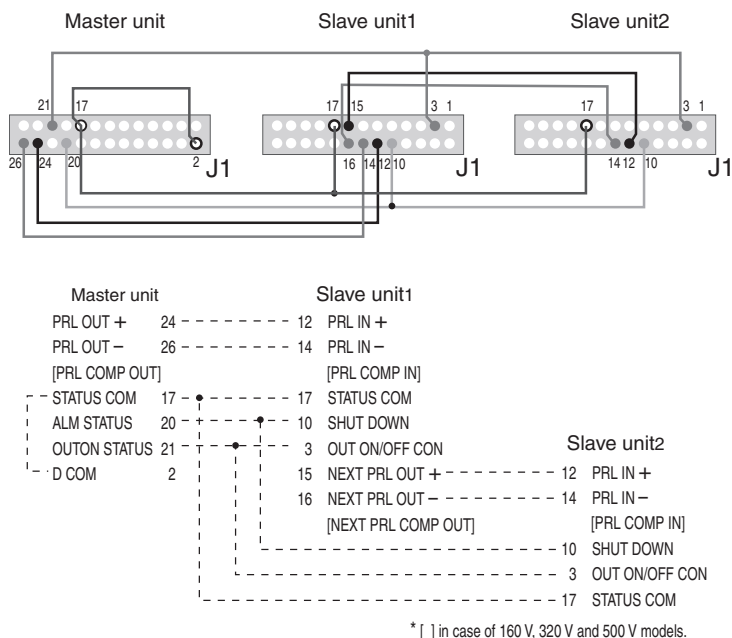 Master unit
Slave unit1
Slave unit2
21 17
17 15 3 1
17 3 1
26 24 20 2
16 14 12 10
14 12 10
J1
J1
J1
Master unit
Slave unit1
PRL OUT + 24 12 PRL IN +
PRL OUT − 26 14 PRL IN −
[PRL COMP OUT] [PRL COMP IN]
STATUS COM 17 17 STATUS COM
ALM STATUS 20 10 SHUT DOWN
OUTON STATUS 21 3 OUT ON/OFF CON
Slave unit2
D COM 2 15 NEXT PRL OUT + 12 PRL IN +
16 NEXT PRL OUT − 14 PRL IN −
[NEXT PRL COMP OUT] [PRL COMP IN]
10 SHUT DOWN
3 OUT ON/OFF CON
17 STATUS COM
* [ ] in case of 160 V, 320 V and 500 V models.